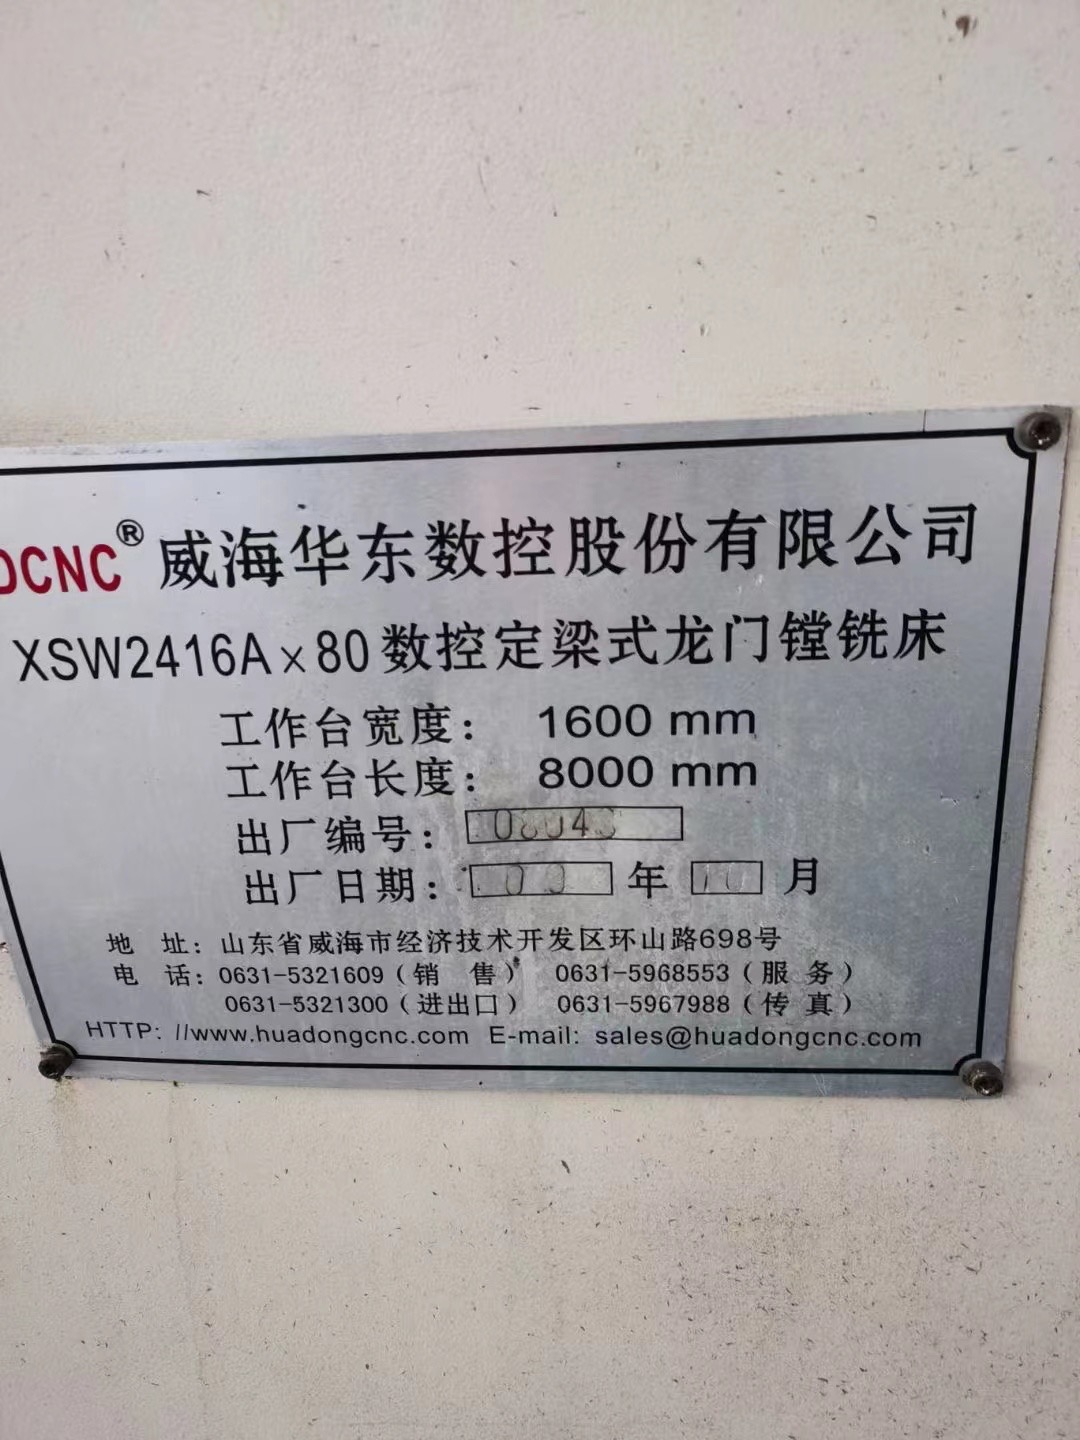 DCNC® 威海华东数控股份有限公司
XSW2416A×80数控定梁式龙门镗铣床
工作台宽度： 1600 mm
工作台长度： 8000 mm
出厂编号：
出厂日期： 年 10 月
地 址：山东省威海市经济技术开发区环山路698号
电 话：0631-5321609（销 售） 0631-5968553（服 务）
0631-5321300（进出口） 0631-5967988（传 真）
HTTP: //www.huadongcnc.com E-mail: sales@huadongcnc.com